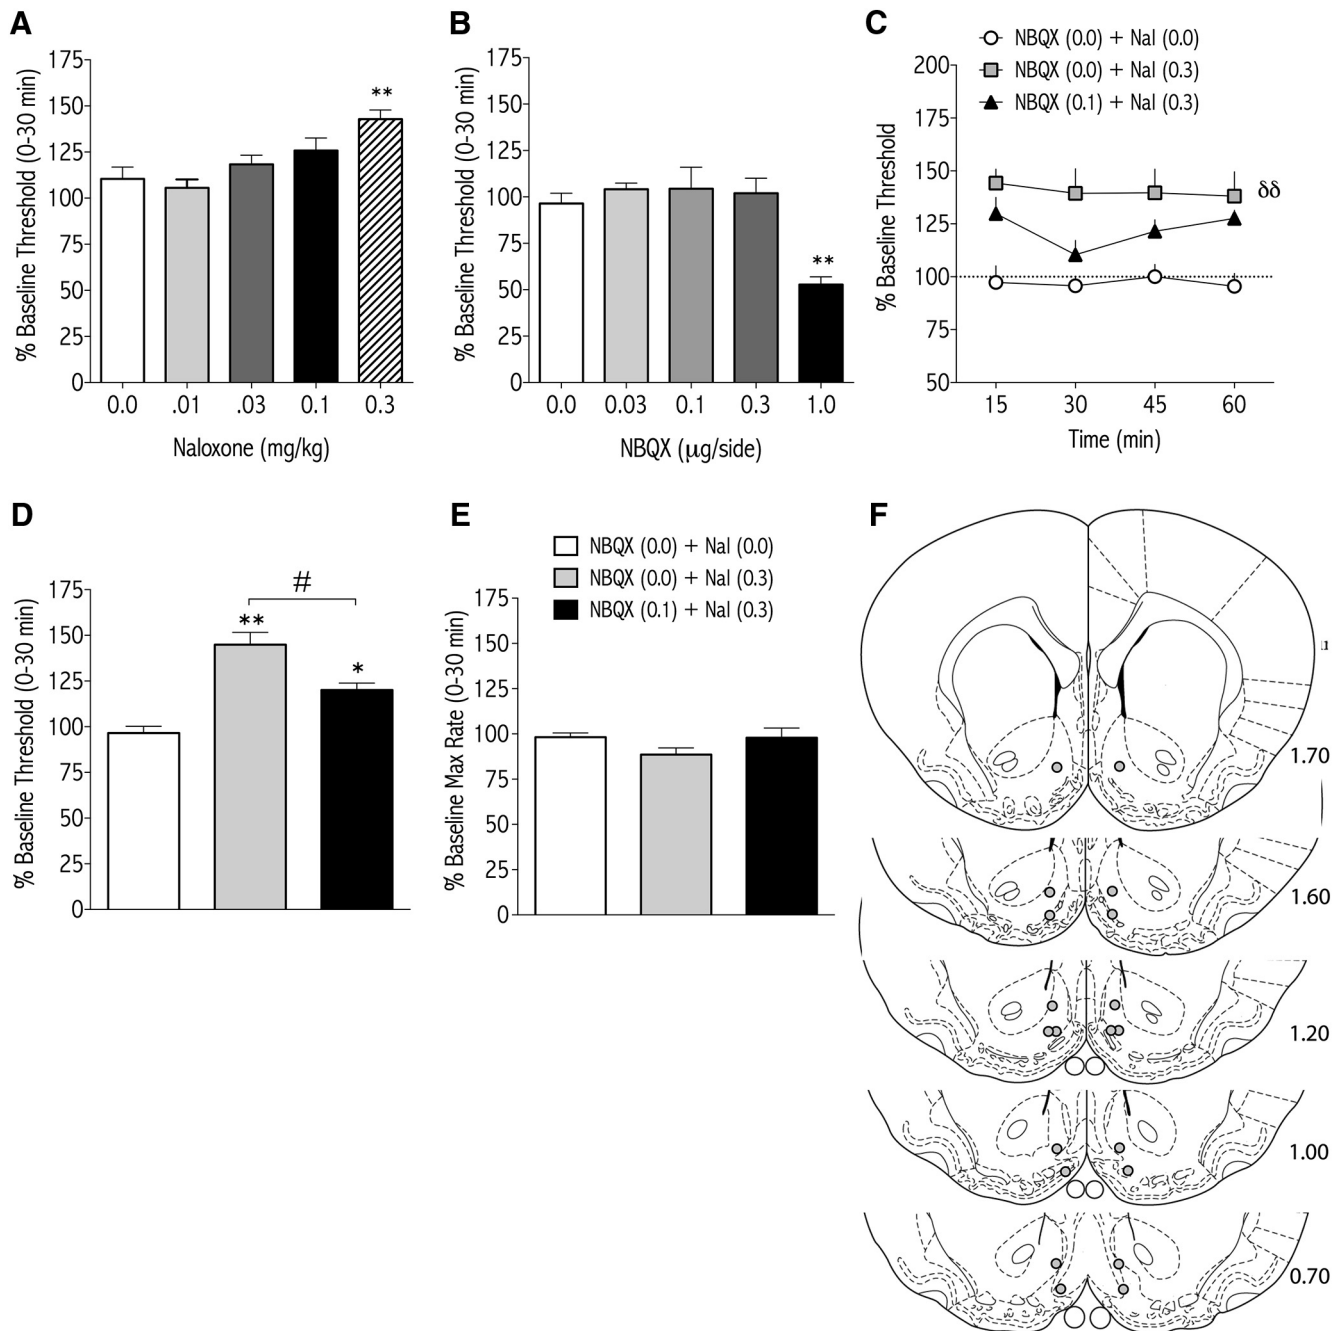 A
% Baseline Threshold (0-30 min)
175
150
125
100
75
50
25
0
**
0.0 .01 .03 0.1 0.3
Naloxone (mg/kg)
B
% Baseline Threshold (0-30 min)
175
150
125
100
75
50
25
0
**
0.0 0.03 0.1 0.3 1.0
NBQX (μg/side)
C
NBQX (0.0) + Nal (0.0)
NBQX (0.0) + Nal (0.3)
NBQX (0.1) + Nal (0.3)
% Baseline Threshold
200
175
150
125
100
75
50
δδ
15 30 45 60
Time (min)
D
% Baseline Threshold (0-30 min)
175
150
125
100
75
50
25
0
#
**
*
E
NBQX (0.0) + Nal (0.0)
NBQX (0.0) + Nal (0.3)
NBQX (0.1) + Nal (0.3)
% Baseline Max Rate (0-30 min)
175
150
125
100
75
50
25
0
F
1.70
1.60
1.20
1.00
0.70